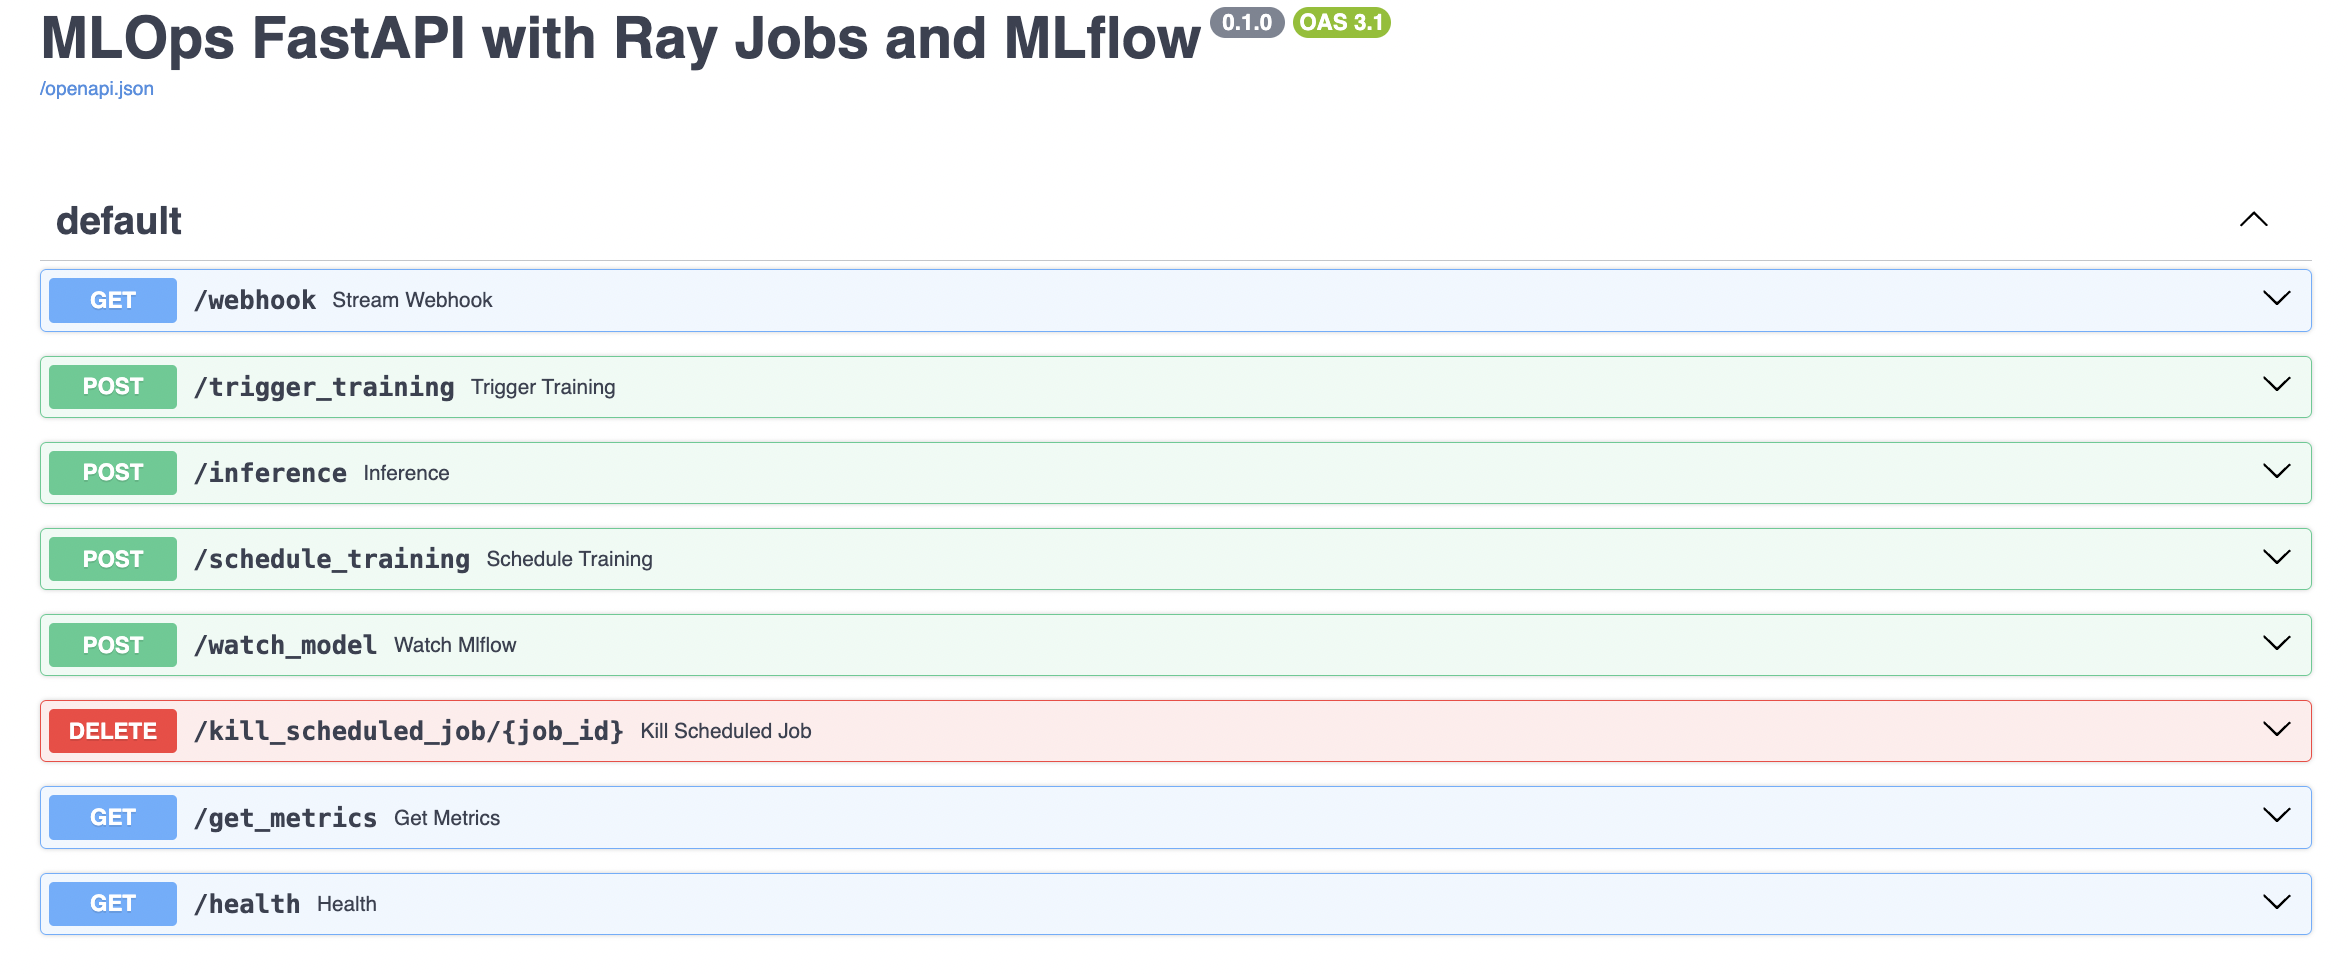 MLOps FastAPI with Ray Jobs and MLflow 0.1.0 OAS 3.1
/openapi.json
default
GET /webhook Stream Webhook
POST /trigger_training Trigger Training
POST /inference Inference
POST /schedule_training Schedule Training
POST /watch_model Watch Mlflow
DELETE /kill_scheduled_job/{job_id} Kill Scheduled Job
GET /get_metrics Get Metrics
GET /health Health